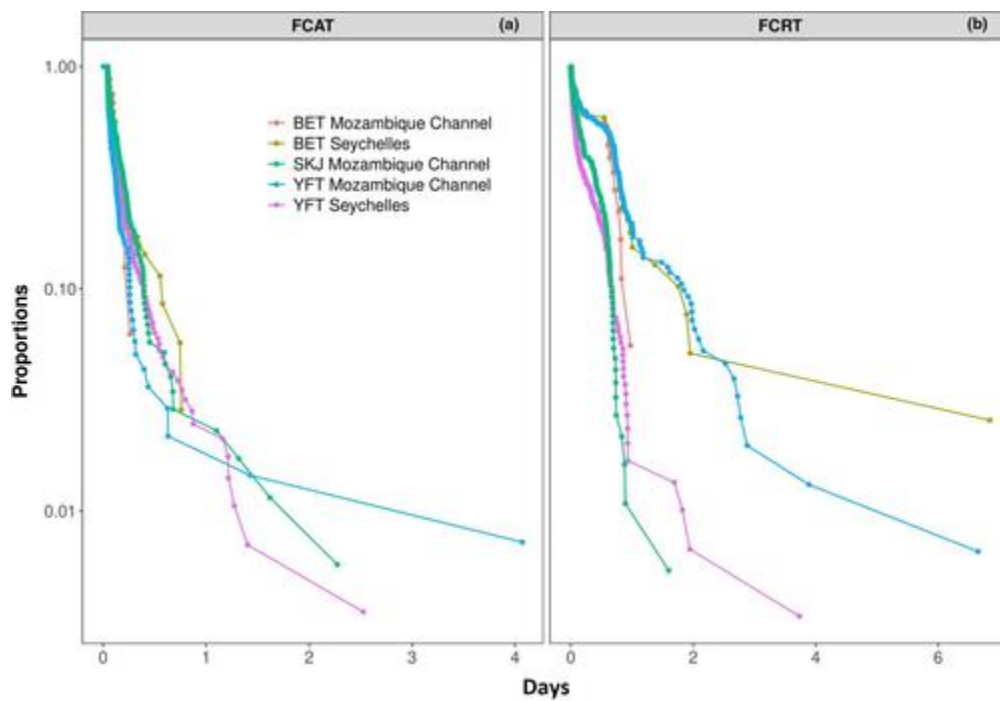 FCAT (a) FCRT (b)
1.00
0.10
0.01
Proportions
BET Mozambique Channel
BET Seychelles
SKJ Mozambique Channel
YFT Mozambique Channel
YFT Seychelles
0 1 2 3 4 0 2 4 6
Days